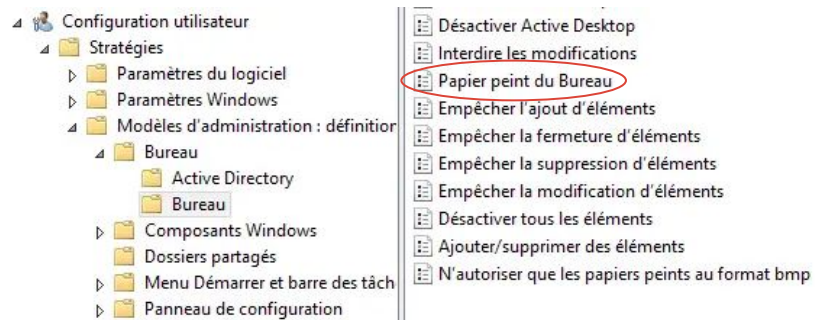 Configuration utilisateur
Stratégies
Paramètres du logiciel
Paramètres Windows
Modèles d'administration : définition
Bureau
Active Directory
Bureau
Composants Windows
Dossiers partagés
Menu Démarrer et barre des tâch
Panneau de configuration
Désactiver Active Desktop
Interdire les modifications
Papier peint du Bureau
Empêcher l'ajout d'éléments
Empêcher la fermeture d'éléments
Empêcher la suppression d'éléments
Empêcher la modification d'éléments
Désactiver tous les éléments
Ajouter/supprimer des éléments
N'autoriser que les papiers peints au format bmp